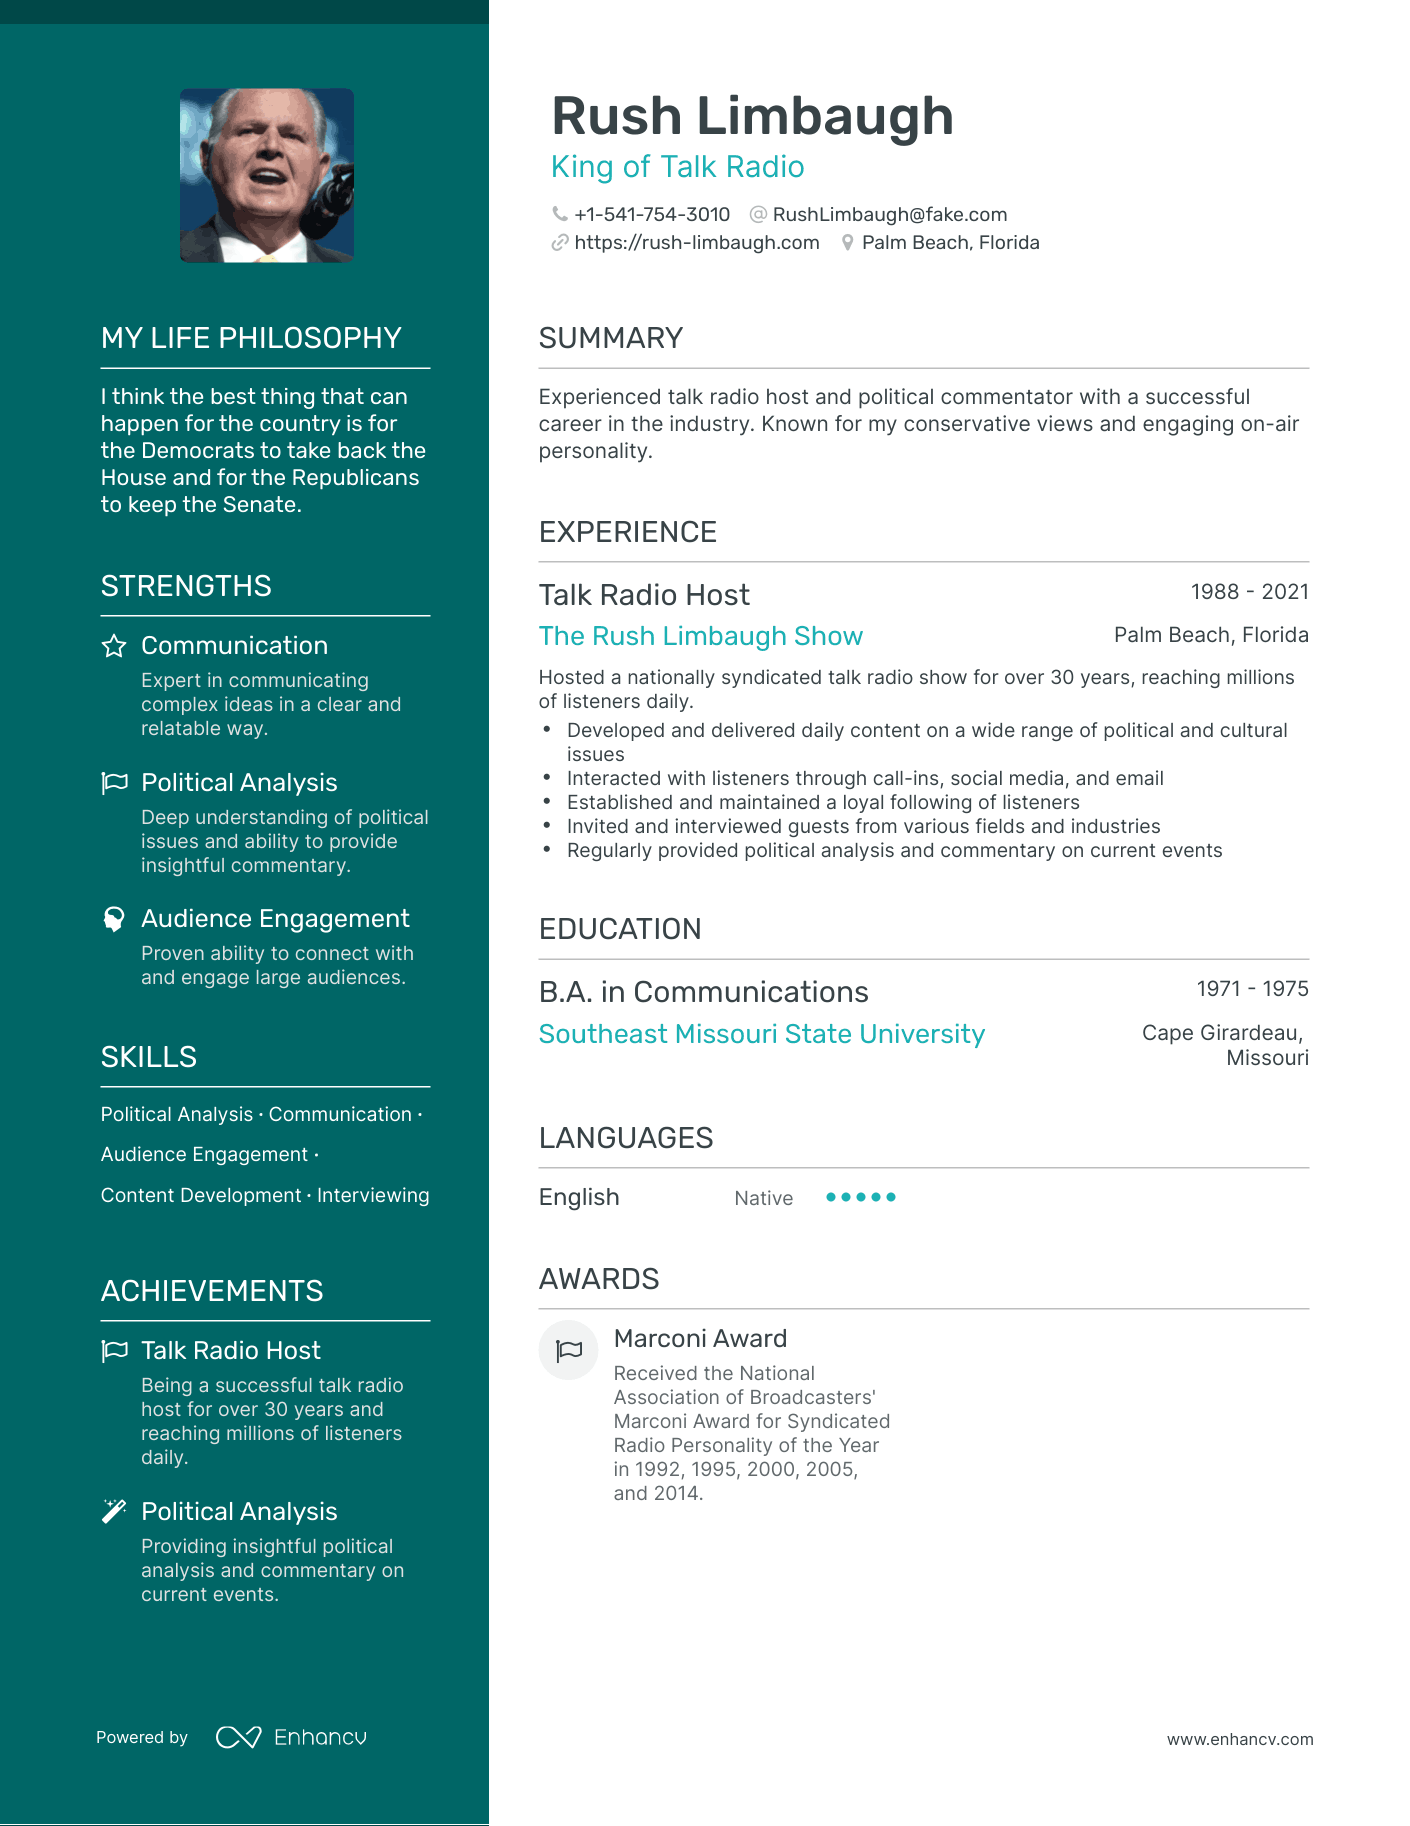 Rush Limbaugh
King of Talk Radio
+1-541-754-3010 @ RushLimbaugh@fake.com
https://rush-limbaugh.com Palm Beach, Florida
MY LIFE PHILOSOPHY
I think the best thing that can
happen for the country is for
the Democrats to take back the
House and for the Republicans
to keep the Senate.
STRENGTHS
Communication
Expert in communicating
complex ideas in a clear and
relatable way.
Political Analysis
Deep understanding of political
issues and ability to provide
insightful commentary.
Audience Engagement
Proven ability to connect with
and engage large audiences.
SKILLS
Political Analysis · Communication ·
Audience Engagement ·
Content Development · Interviewing
ACHIEVEMENTS
Talk Radio Host
Being a successful talk radio
host for over 30 years and
reaching millions of listeners
daily.
Political Analysis
Providing insightful political
analysis and commentary on
current events.
SUMMARY
Experienced talk radio host and political commentator with a successful
career in the industry. Known for my conservative views and engaging on-air
personality.
EXPERIENCE
Talk Radio Host 1988 - 2021
The Rush Limbaugh Show Palm Beach, Florida
Hosted a nationally syndicated talk radio show for over 30 years, reaching millions
of listeners daily.
• Developed and delivered daily content on a wide range of political and cultural
issues
• Interacted with listeners through call-ins, social media, and email
• Established and maintained a loyal following of listeners
• Invited and interviewed guests from various fields and industries
• Regularly provided political analysis and commentary on current events
EDUCATION
B.A. in Communications 1971 - 1975
Southeast Missouri State University Cape Girardeau,
Missouri
LANGUAGES
English Native
AWARDS
Marconi Award
Received the National
Association of Broadcasters'
Marconi Award for Syndicated
Radio Personality of the Year
in 1992, 1995, 2000, 2005,
and 2014.
Powered by Enhancv
www.enhancv.com